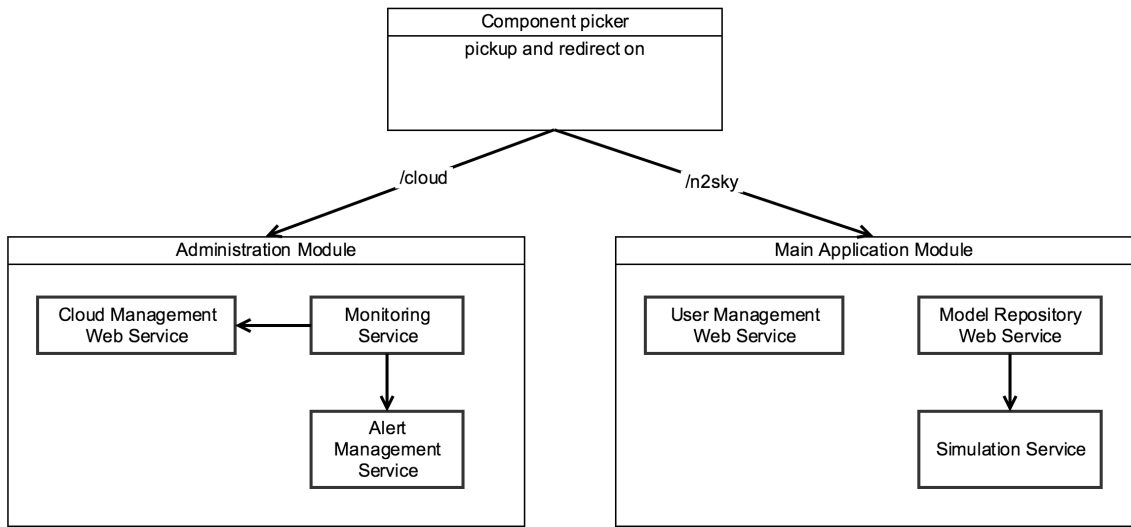 Component picker
pickup and redirect on
/cloud
/n2sky
Administration Module
Cloud Management
Web Service
Monitoring
Service
Alert
Management
Service
Main Application Module
User Management
Web Service
Model Repository
Web Service
Simulation Service